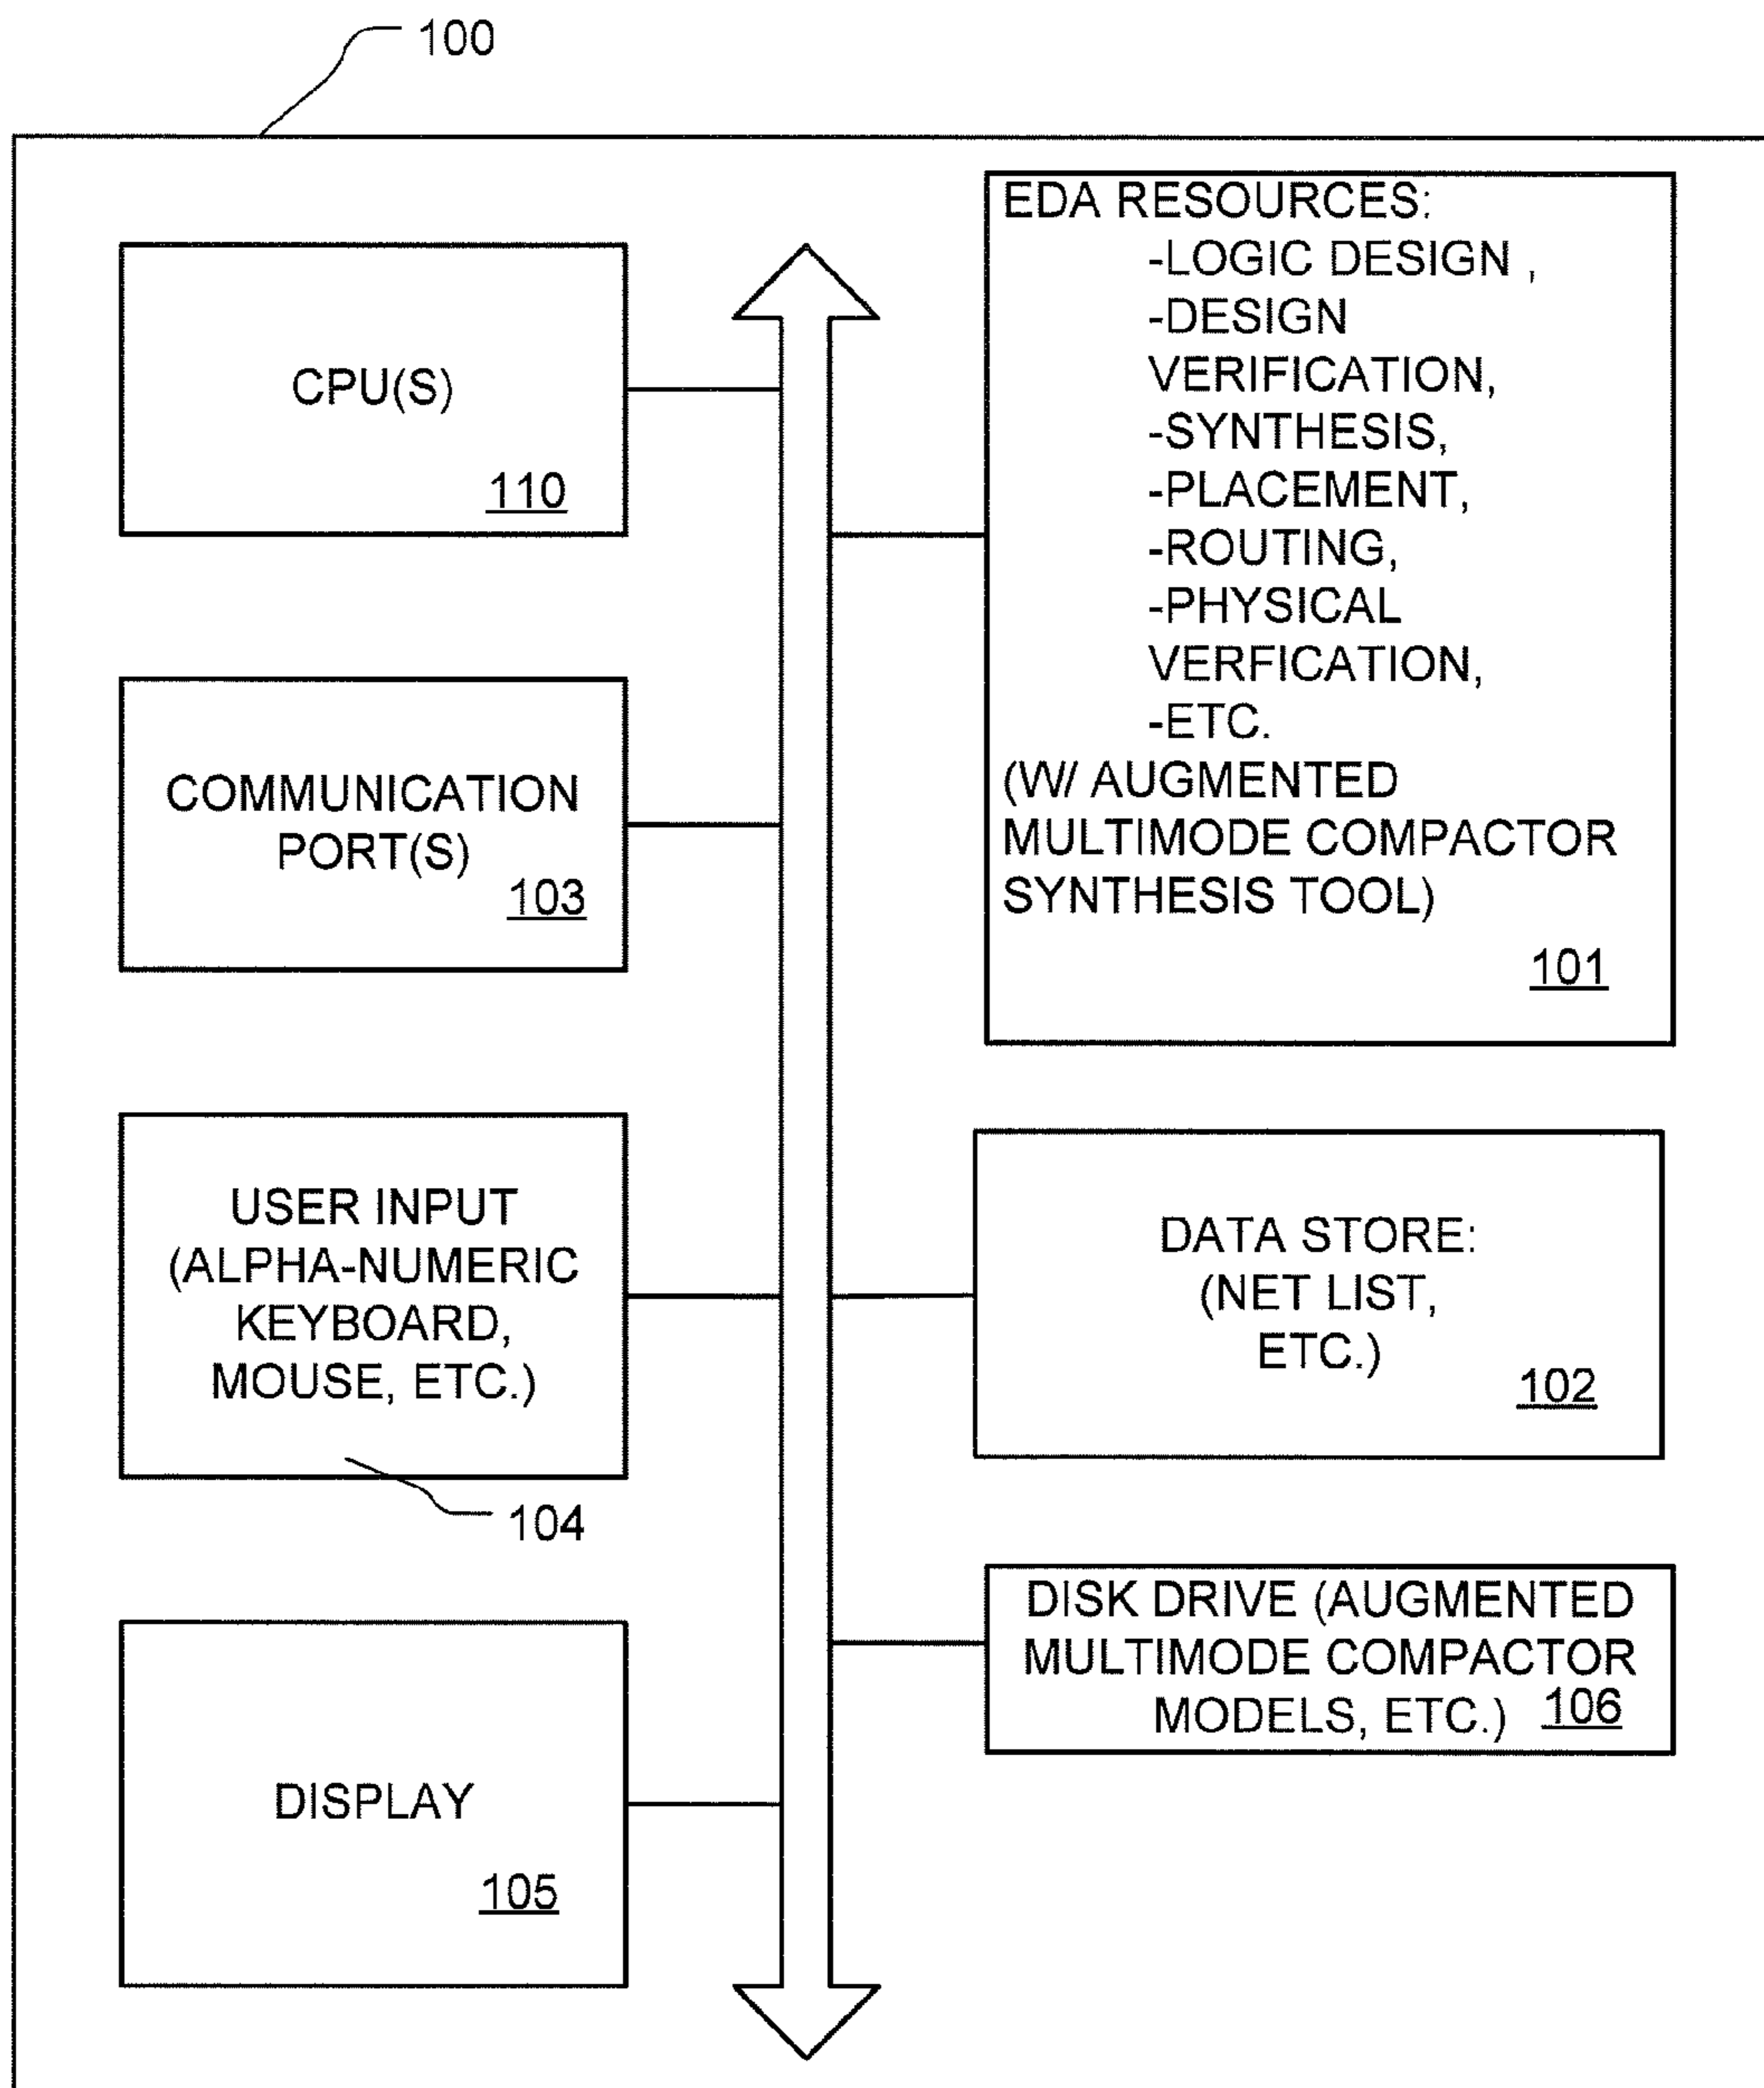 100
CPU(S)
110
COMMUNICATION
PORT(S)
103
USER INPUT
(ALPHA-NUMERIC
KEYBOARD,
MOUSE, ETC.)
104
DISPLAY
105
EDA RESOURCES:
-LOGIC DESIGN ,
-DESIGN
VERIFICATION,
-SYNTHESIS,
-PLACEMENT,
-ROUTING,
-PHYSICAL
VERFICATION,
-ETC.
(W/ AUGMENTED
MULTIMODE COMPACTOR
SYNTHESIS TOOL)
101
DATA STORE:
(NET LIST,
ETC.)
102
DISK DRIVE (AUGMENTED
MULTIMODE COMPACTOR
MODELS, ETC.) 106